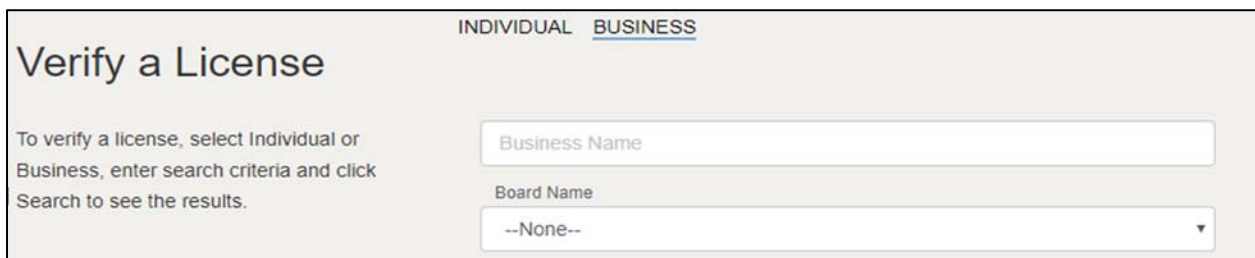 INDIVIDUAL BUSINESS
Verify a License
To verify a license, select Individual or
Business, enter search criteria and click
Search to see the results.
Business Name
Board Name
--None--